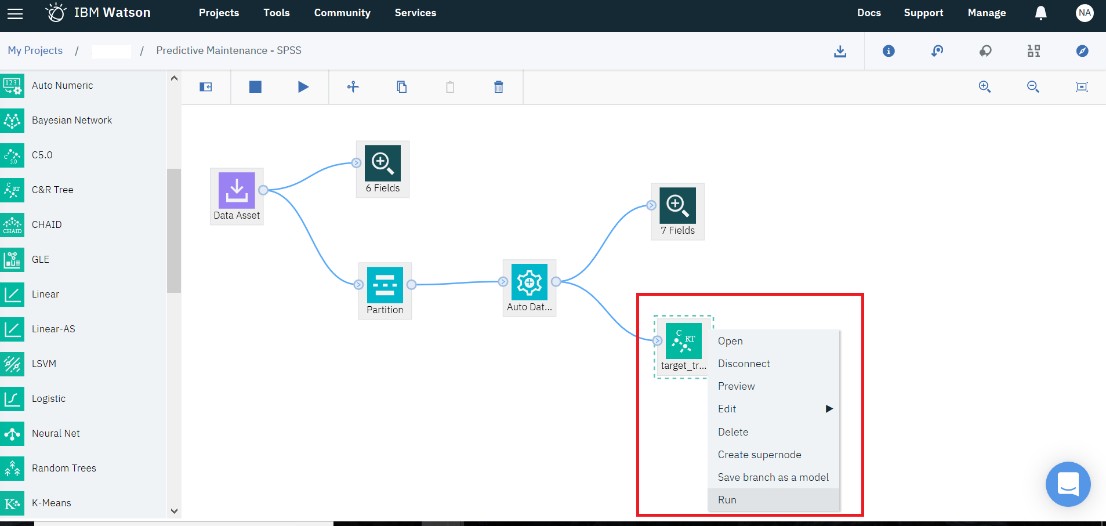 IBM Watson
Projects
Tools
Community
Services
Docs
Support
Manage
NA
My Projects / / Predictive Maintenance - SPSS
Auto Numeric
Bayesian Network
C5.0
C&R Tree
CHAID
GLE
Linear
Linear-AS
LSVM
Logistic
Neural Net
Random Trees
K-Means
Data Asset
6 Fields
Partition
Auto Dat...
7 Fields
C
RT
target_tr...
Open
Disconnect
Preview
Edit
Delete
Create supernode
Save branch as a model
Run